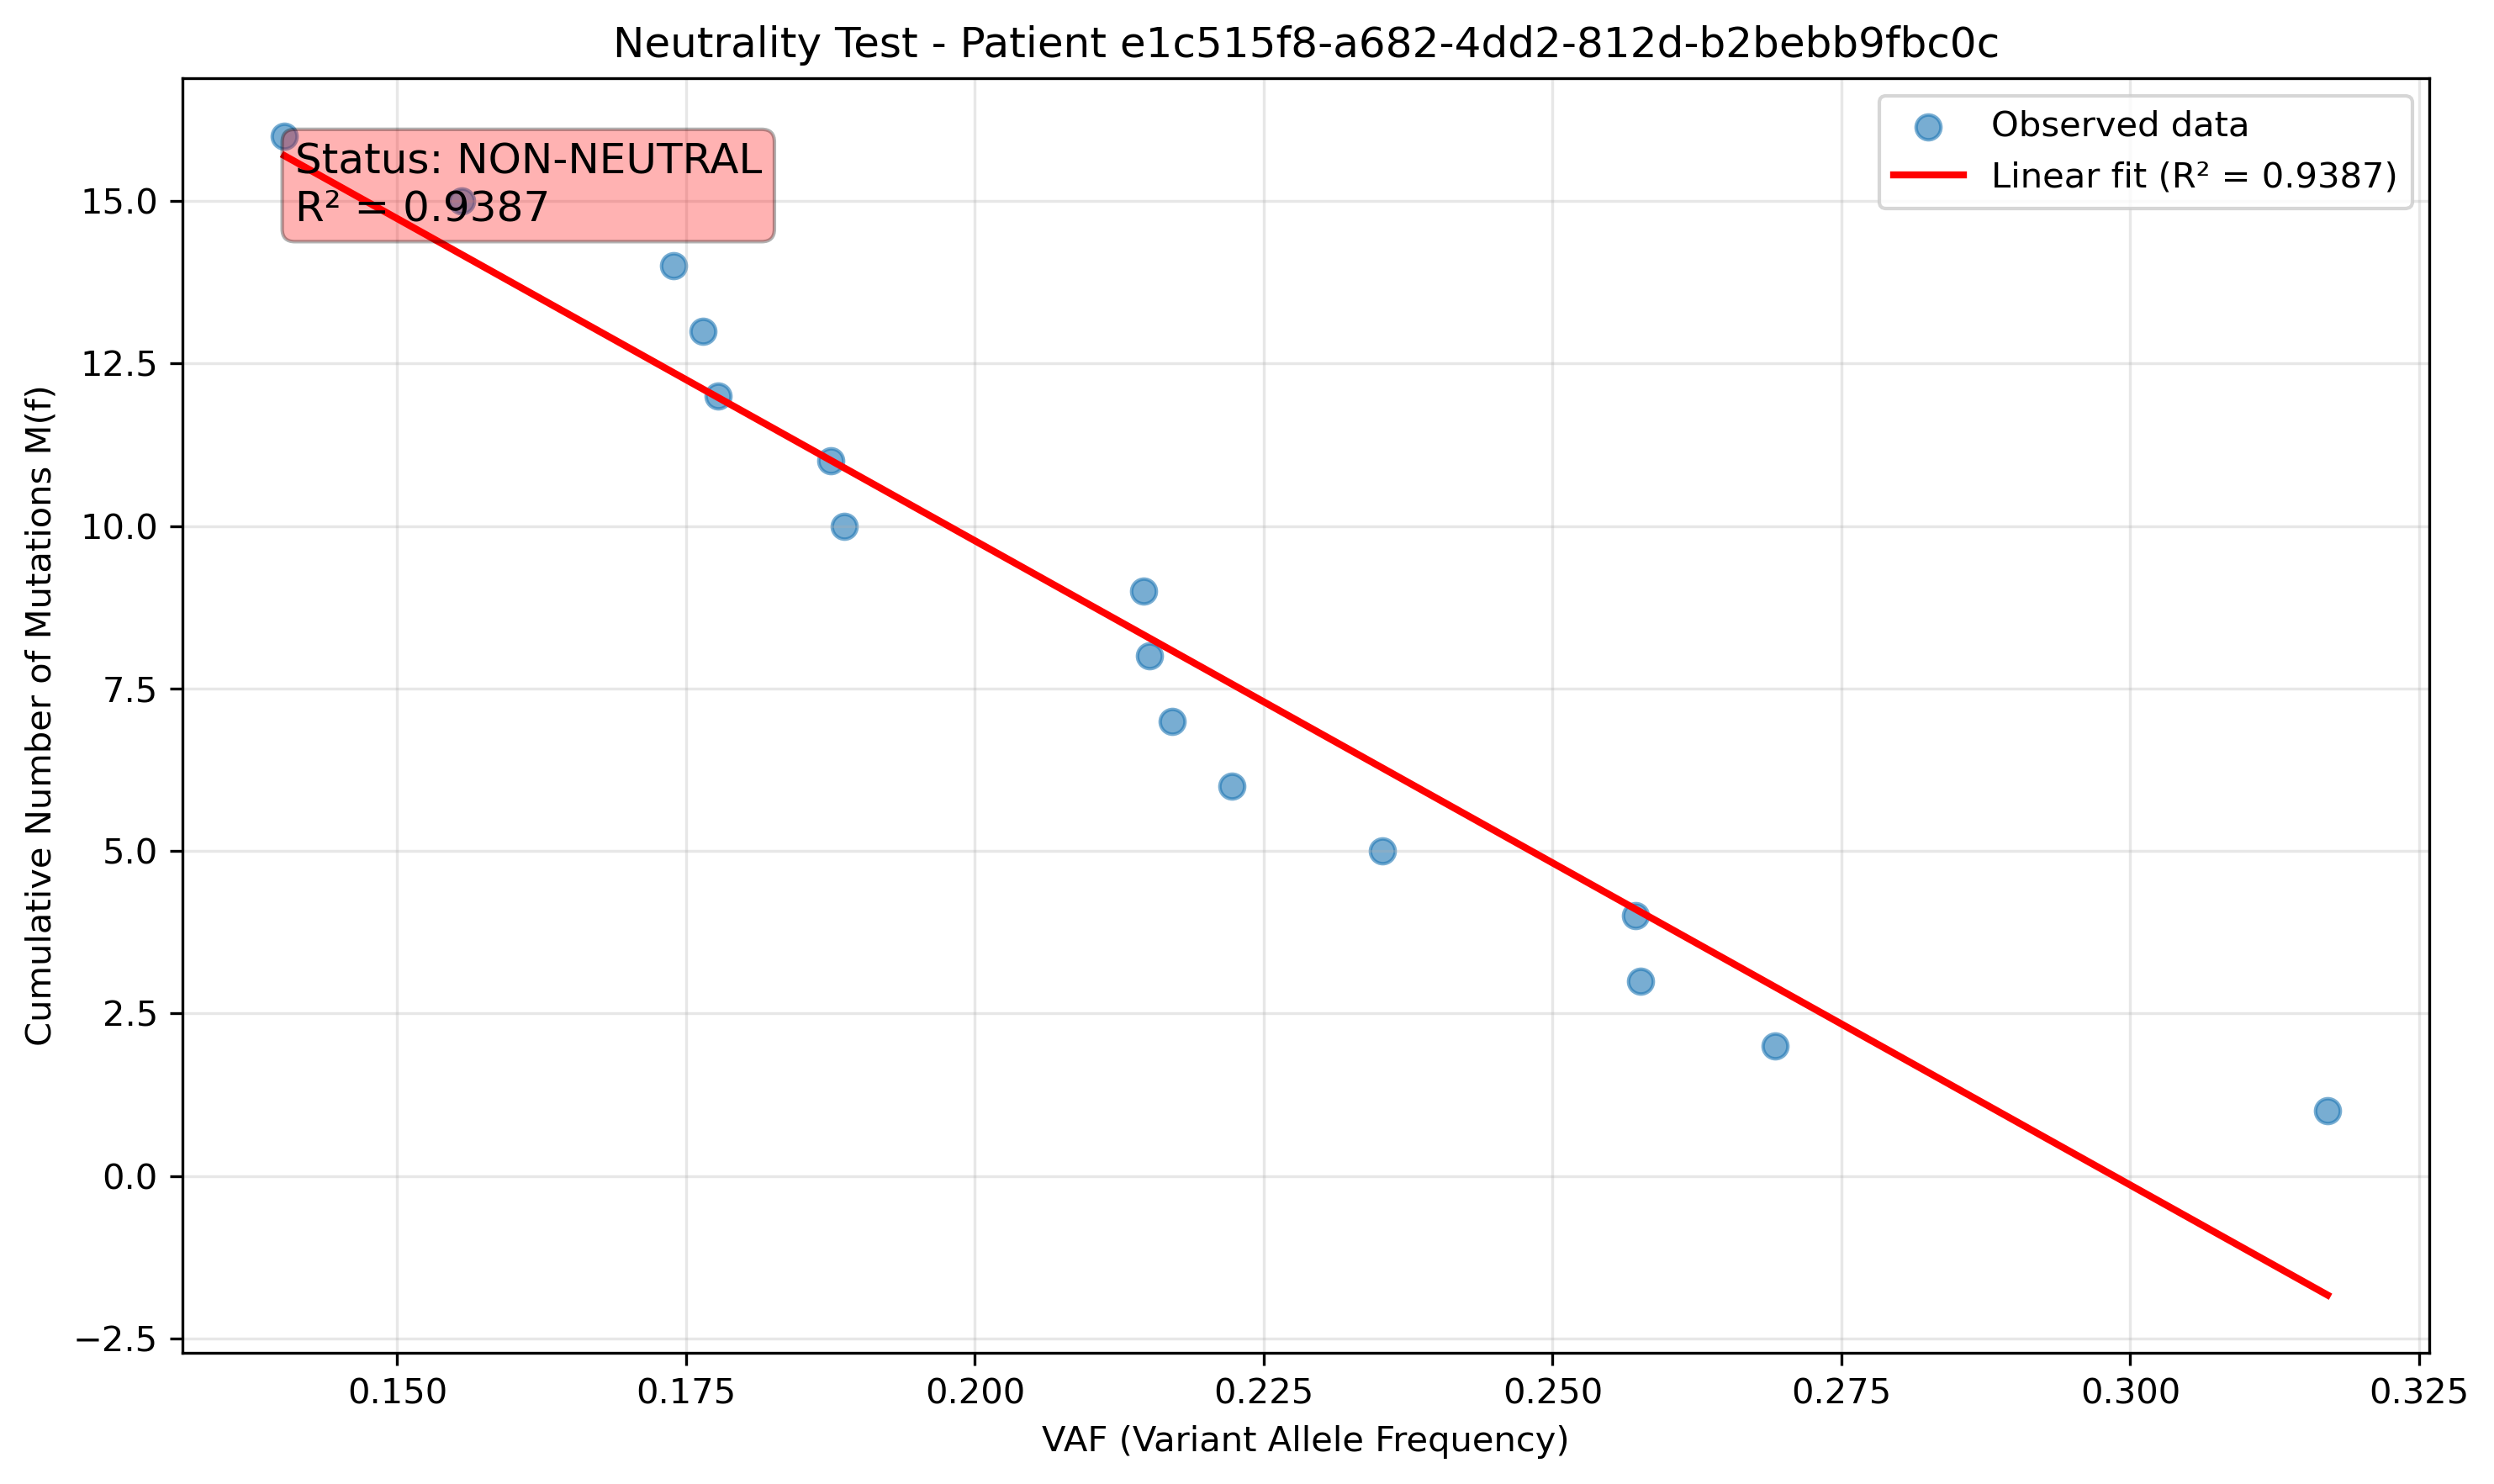 Neutrality Test - Patient e1c515f8-a682-4dd2-812d-b2bebb9fbc0c
Observed data
Linear fit (R² = 0.9387)
Status: NON-NEUTRAL
R² = 0.9387
Cumulative Number of Mutations M(f)
15.0
12.5
10.0
7.5
5.0
2.5
0.0
−2.5
0.150 0.175 0.200 0.225 0.250 0.275 0.300 0.325
VAF (Variant Allele Frequency)